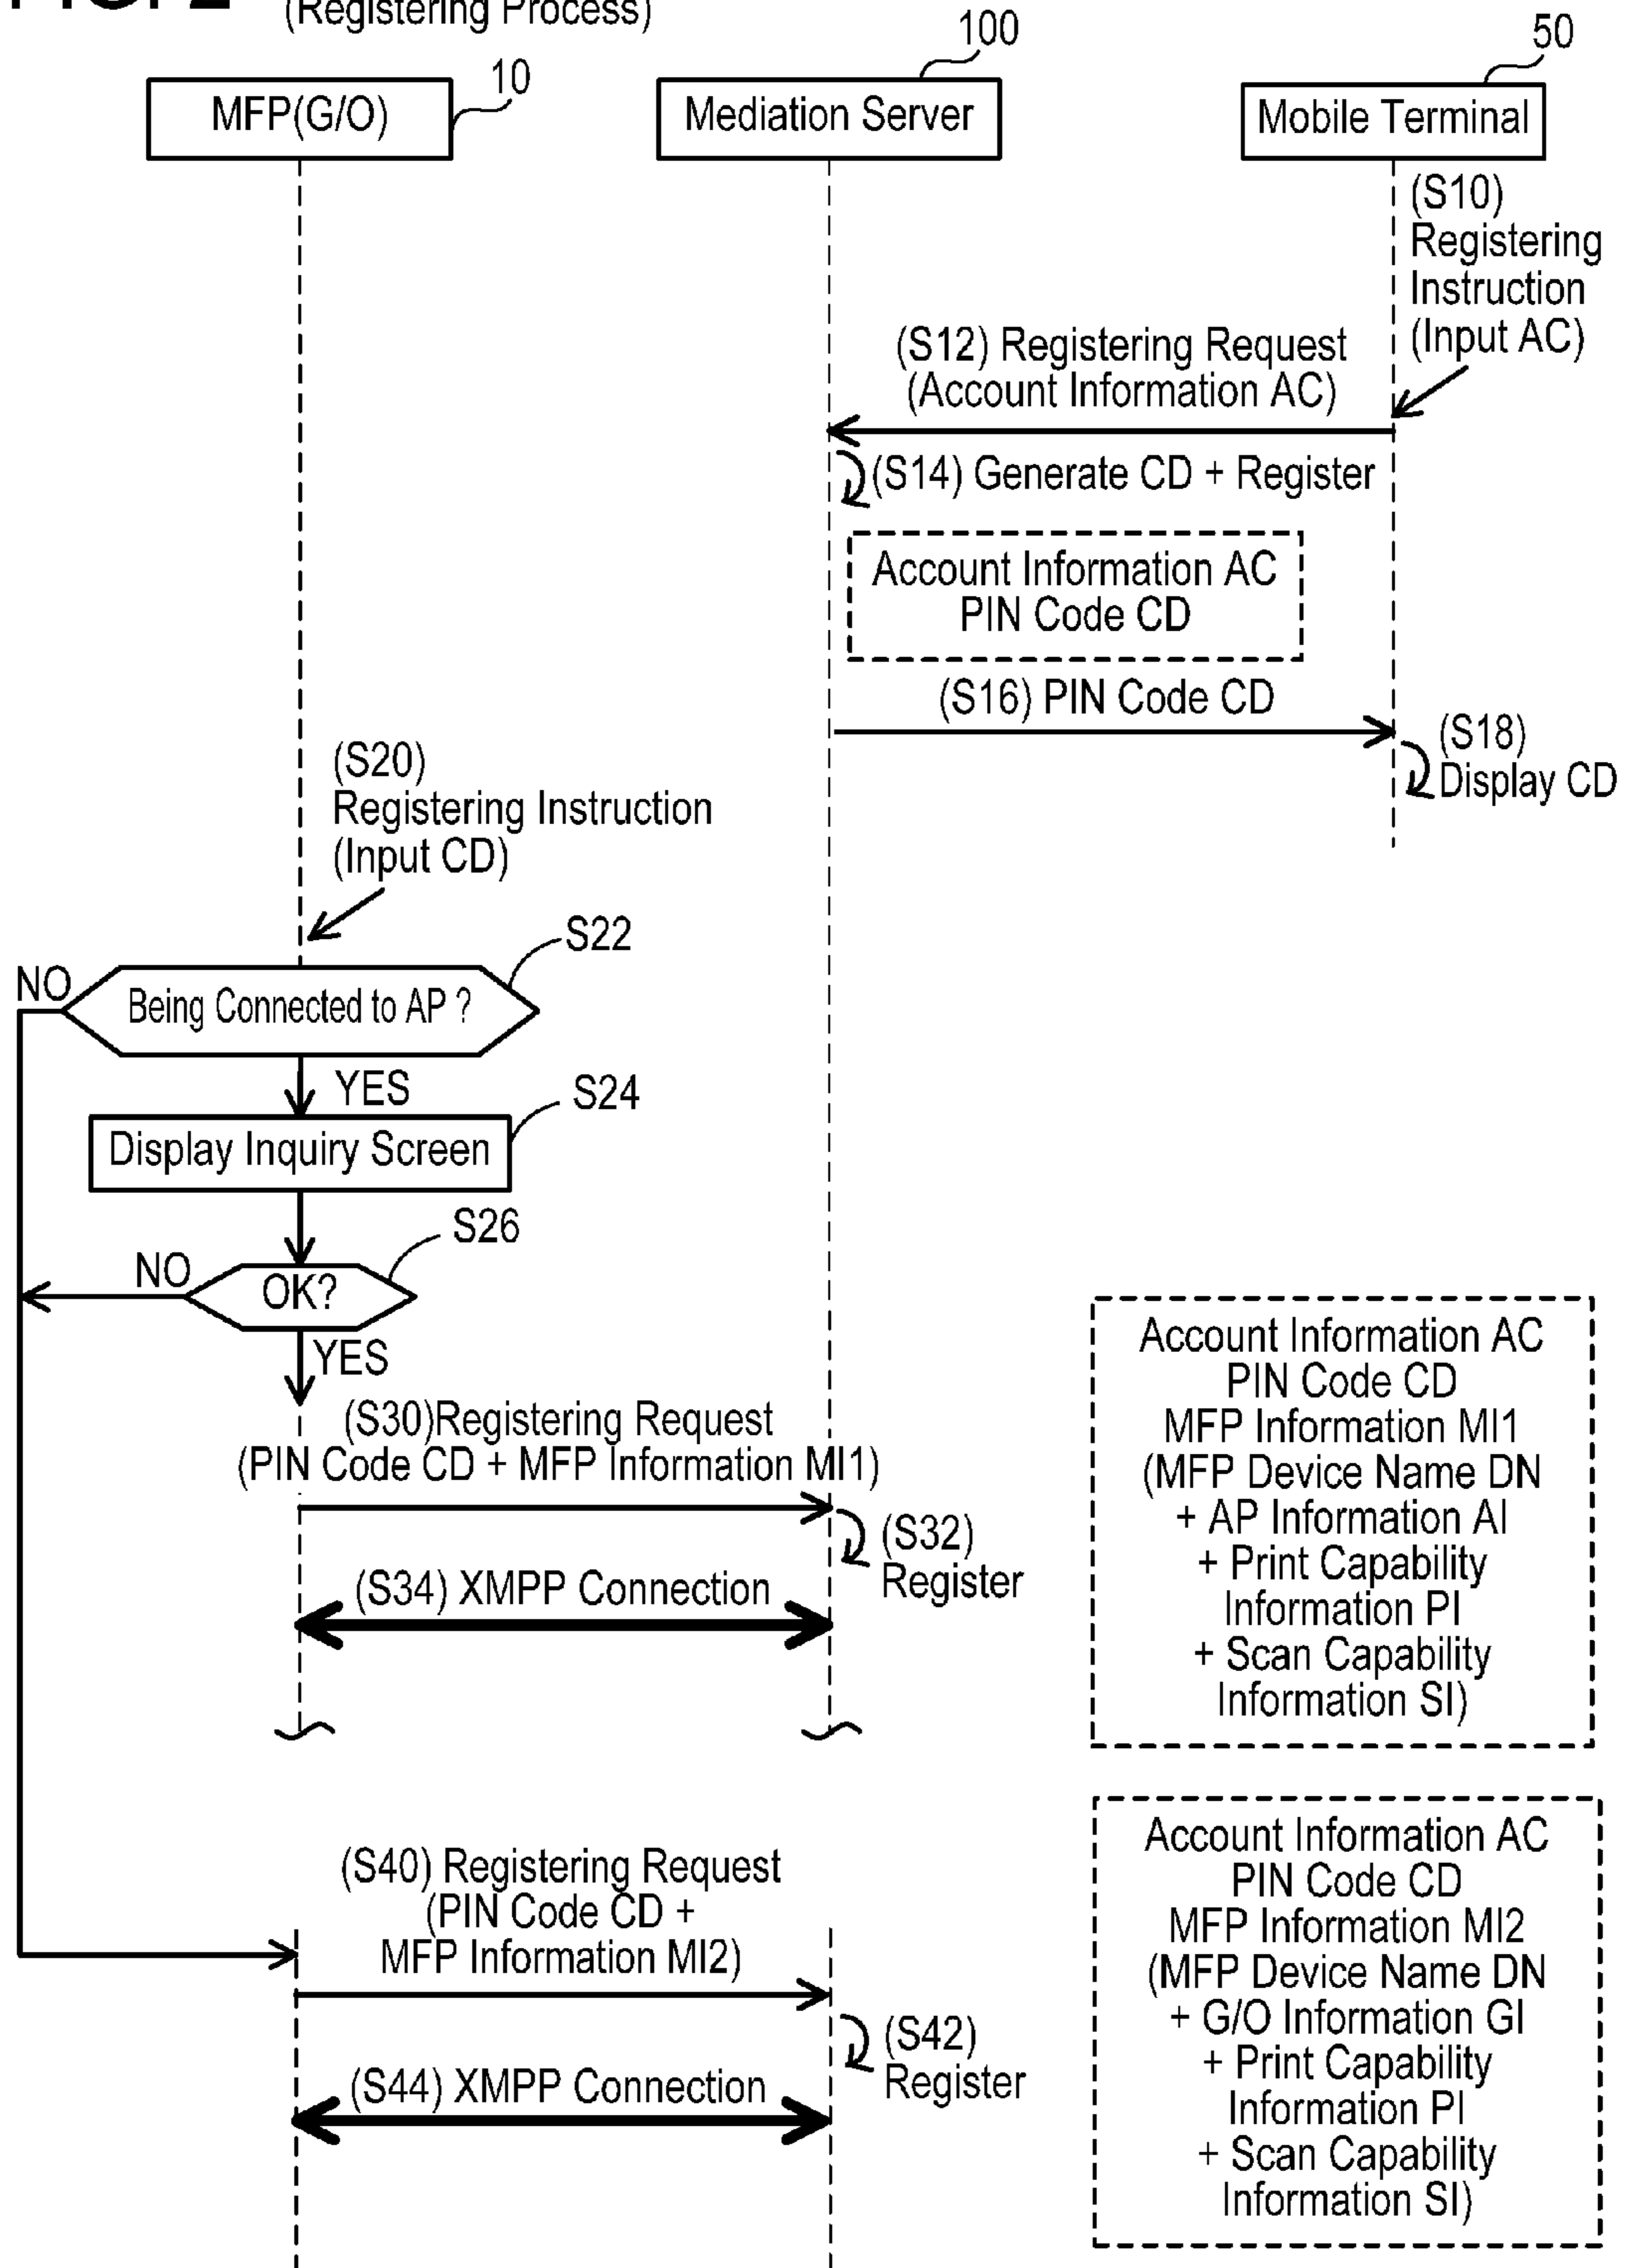 (Registering Process)
10
100
50
MFP(G/O)
Mediation Server
Mobile Terminal
(S10)
Registering
Instruction
(Input AC)
(S12) Registering Request
(Account Information AC)
(S14) Generate CD + Register
Account Information AC
PIN Code CD
(S16) PIN Code CD
(S18)
Display CD
(S20)
Registering Instruction
(Input CD)
S22
NO
Being Connected to AP ?
YES
S24
Display Inquiry Screen
S26
NO
OK?
YES
(S30)Registering Request
(PIN Code CD + MFP Information MI1)
(S32)
Register
(S34) XMPP Connection
Account Information AC
PIN Code CD
MFP Information MI1
(MFP Device Name DN
+ AP Information AI
+ Print Capability
Information PI
+ Scan Capability
Information SI)
(S40) Registering Request
(PIN Code CD +
MFP Information MI2)
(S42)
Register
(S44) XMPP Connection
Account Information AC
PIN Code CD
MFP Information MI2
(MFP Device Name DN
+ G/O Information GI
+ Print Capability
Information PI
+ Scan Capability
Information SI)